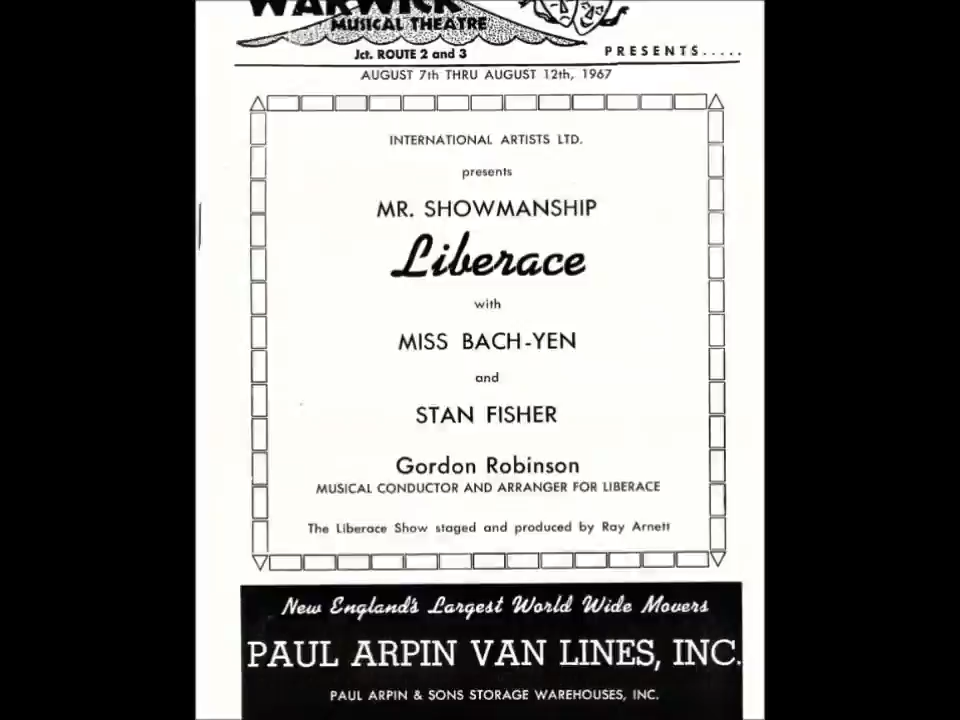 WARWICK
MUSICAL THEATRE
Jct. ROUTE 2 and 3
PRESENTS.....
AUGUST 7th THRU AUGUST 12th, 1967
INTERNATIONAL ARTISTS LTD.
presents
MR. SHOWMANSHIP
Liberace
with
MISS BACH-YEN
and
STAN FISHER
Gordon Robinson
MUSICAL CONDUCTOR AND ARRANGER FOR LIBERACE
The Liberace Show staged and produced by Ray Arnett
New England's Largest World Wide Movers
PAUL ARPIN VAN LINES, INC.
PAUL ARPIN & SONS STORAGE WAREHOUSES, INC.